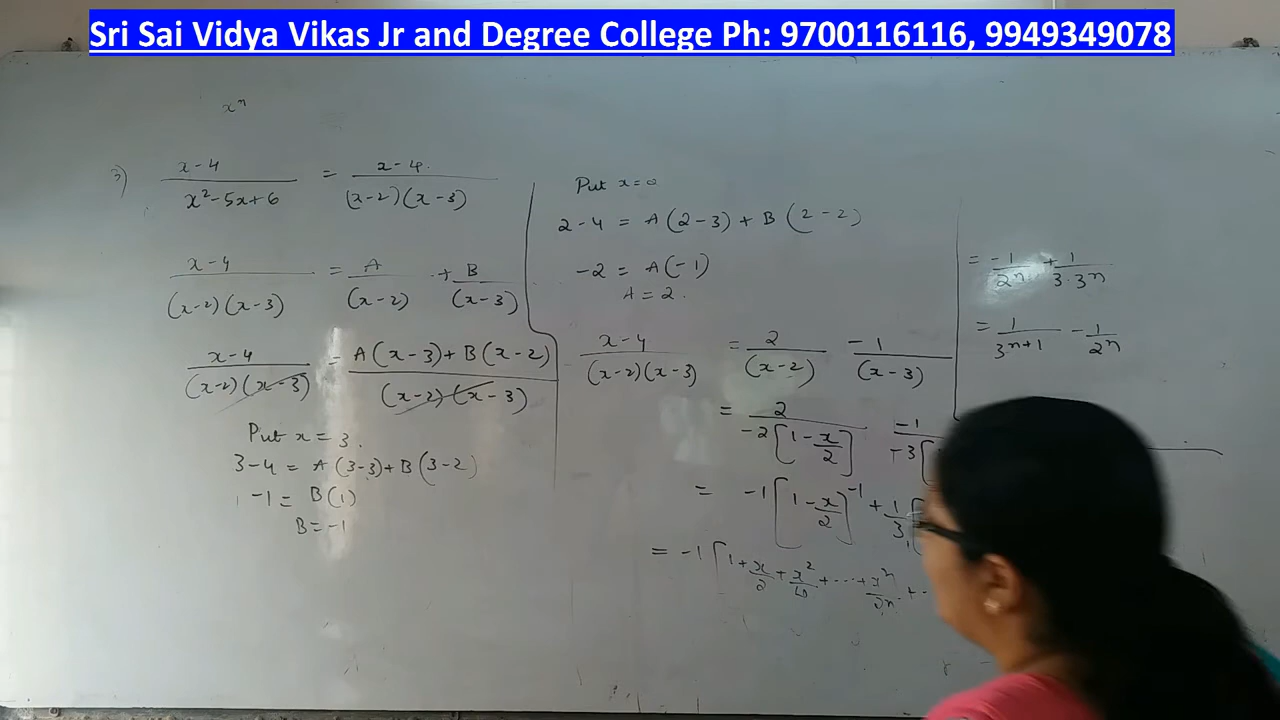 Sri Sai Vidya Vikas Jr and Degree College Ph: 9700116116, 9949349078
xⁿ
3) (x-4)/(x²-5x+6) = (x-4)/((x-2)(x-3))
(x-4)/((x-2)(x-3)) = A/(x-2) + B/(x-3)
(x-4)/((x-2)(x-3)) = (A(x-3)+B(x-2))/((x-2)(x-3))
Put x=3.
3-4 = A(3-3)+B(3-2)
-1 = B(1)
B=-1
Put x=
2-4 = A(2-3)+B(2-2)
-2 = A(-1)
A=2.
(x-4)/((x-2)(x-3)) = 2/(x-2) -1/(x-3)
= 2/(-2[1-x/2]) -1/(-3[
= -1[1-x/2]⁻¹ + 1/3[
= -1[1+x/2+x²/4+...+xⁿ/2ⁿ+..
= -1/2ⁿ + 1/(3·3ⁿ)
= 1/3ⁿ⁺¹ - 1/2ⁿ